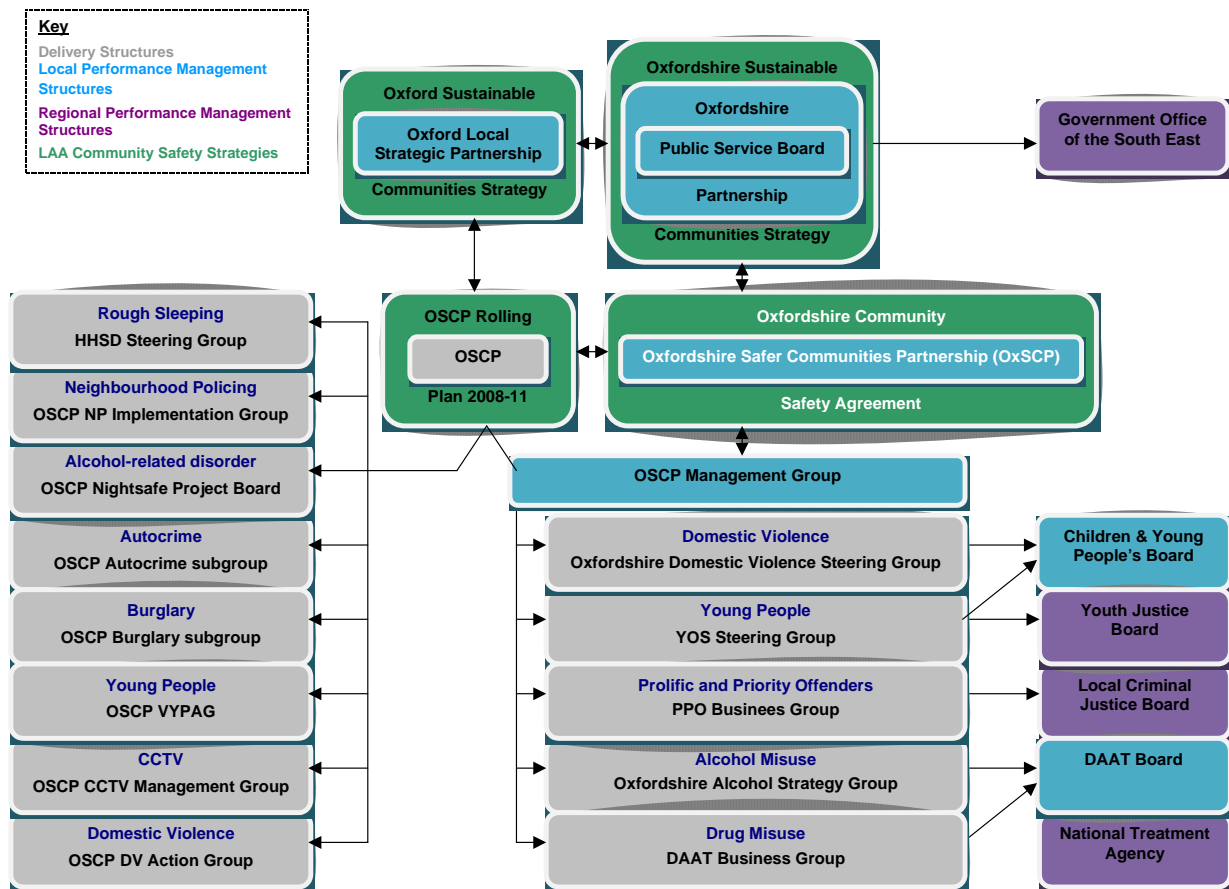 Key
Delivery Structures
Local Performance Management
Structures
Regional Performance Management
Structures
LAA Community Safety Strategies
Oxford Sustainable
Oxford Local
Strategic Partnership
Communities Strategy
Oxfordshire Sustainable
Oxfordshire
Public Service Board
Partnership
Communities Strategy
Government Office
of the South East
OSCP Rolling
OSCP
Plan 2008-11
Oxfordshire Community
Oxfordshire Safer Communities Partnership (OxSCP)
Safety Agreement
OSCP Management Group
Rough Sleeping
HHSD Steering Group
Neighbourhood Policing
OSCP NP Implementation Group
Alcohol-related disorder
OSCP Nightsafe Project Board
Autocrime
OSCP Autocrime subgroup
Burglary
OSCP Burglary subgroup
Young People
OSCP VYPAG
CCTV
OSCP CCTV Management Group
Domestic Violence
OSCP DV Action Group
Domestic Violence
Oxfordshire Domestic Violence Steering Group
Young People
YOS Steering Group
Prolific and Priority Offenders
PPO Businees Group
Alcohol Misuse
Oxfordshire Alcohol Strategy Group
Drug Misuse
DAAT Business Group
Children & Young
People's Board
Youth Justice
Board
Local Criminal
Justice Board
DAAT Board
National Treatment
Agency